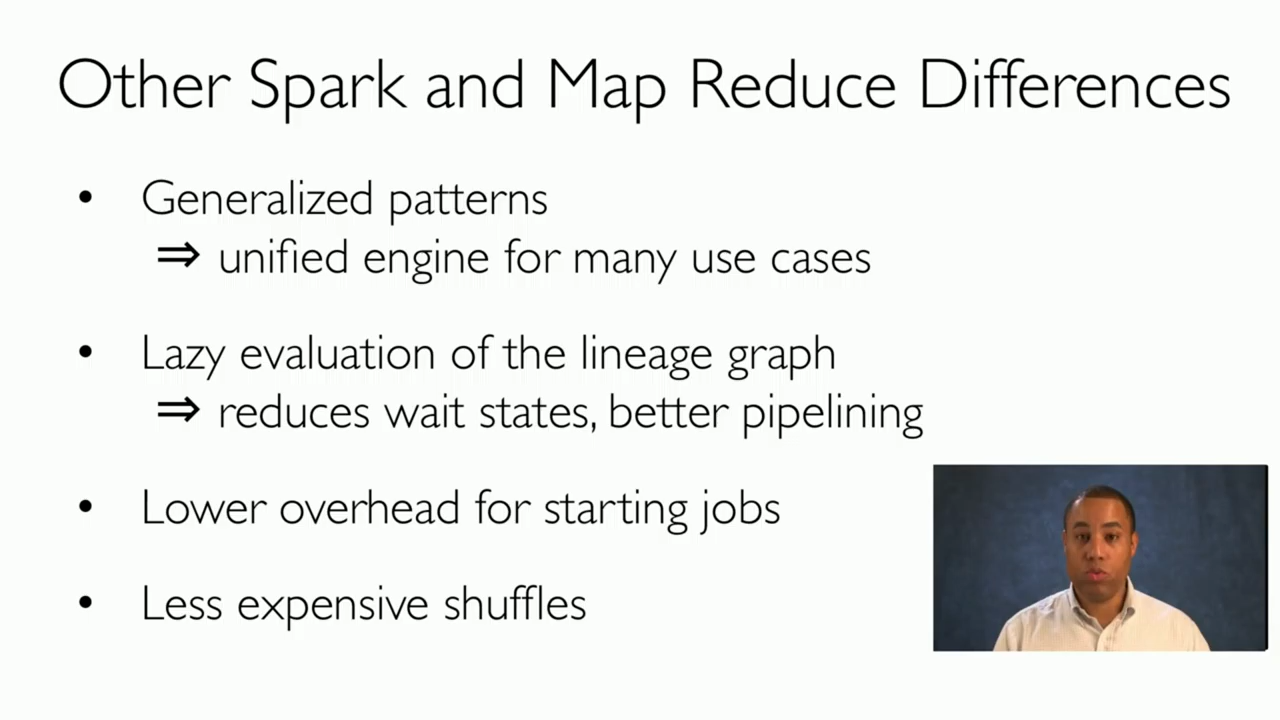 Other Spark and Map Reduce Differences
• Generalized patterns
⇒ unified engine for many use cases
• Lazy evaluation of the lineage graph
⇒ reduces wait states, better pipelining
• Lower overhead for starting jobs
• Less expensive shuffles